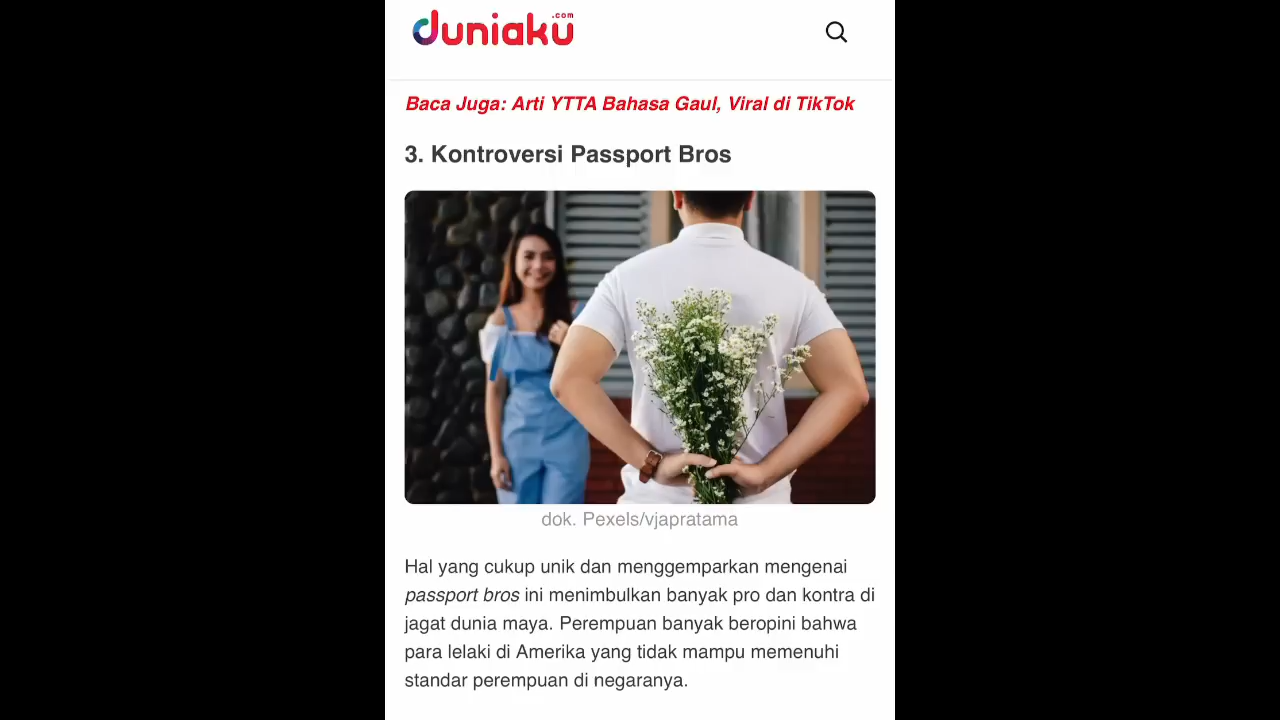 duniaku
.com
Baca Juga: Arti YTTA Bahasa Gaul, Viral di TikTok
3. Kontroversi Passport Bros
dok. Pexels/vjapratama
Hal yang cukup unik dan menggemparkan mengenai
passport bros ini menimbulkan banyak pro dan kontra di
jagat dunia maya. Perempuan banyak beropini bahwa
para lelaki di Amerika yang tidak mampu memenuhi
standar perempuan di negaranya.